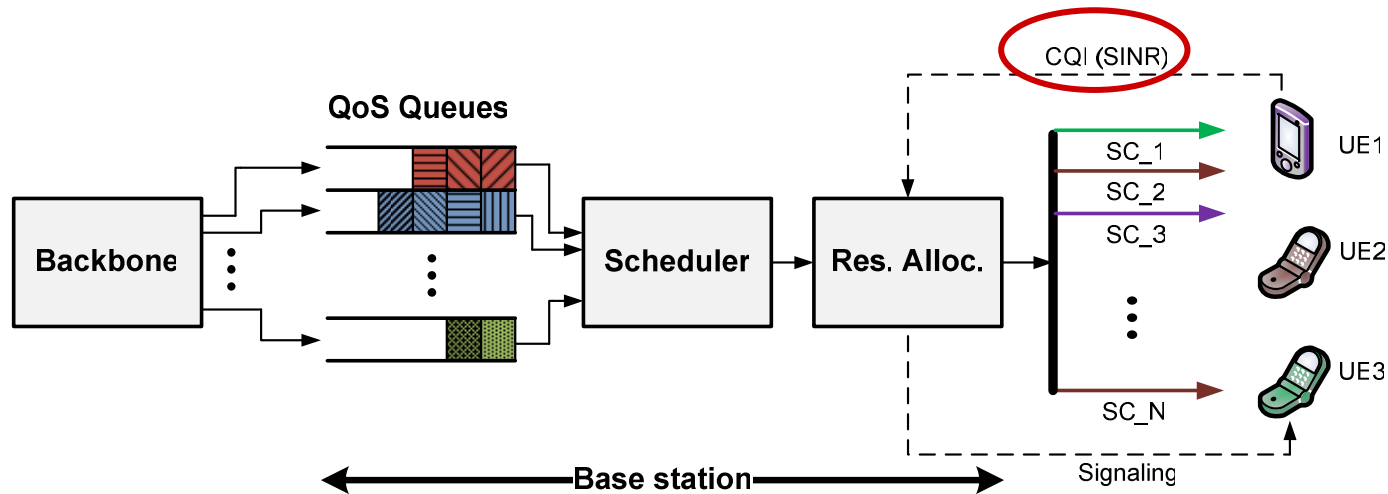 CQI (SINR)
QoS Queues
UE1
SC_1
SC_2
SC_3
Backbone
Scheduler
Res. Alloc.
UE2
UE3
SC_N
Signaling
Base station